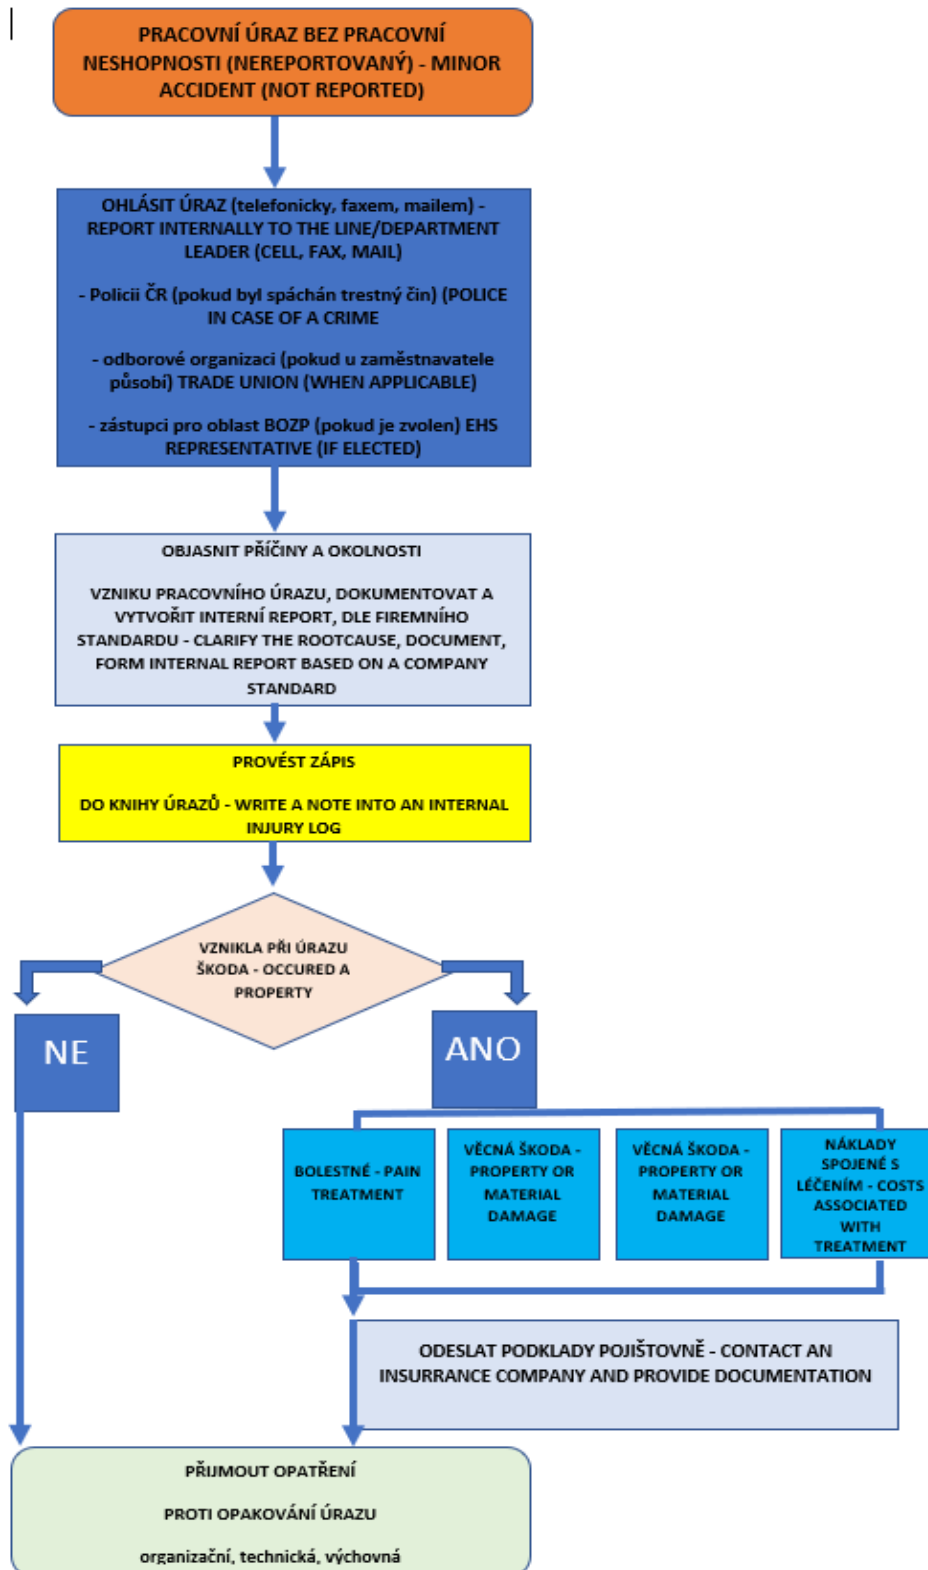 PRACOVNÍ ÚRAZ BEZ PRACOVNÍ
NESHOPNOSTI (NEREPORTOVANÝ) - MINOR
ACCIDENT (NOT REPORTED)
OHLÁSIT ÚRAZ (telefonicky, faxem, mailem) -
REPORT INTERNALLY TO THE LINE/DEPARTMENT
LEADER (CELL, FAX, MAIL)
- Policii ČR (pokud byl spáchán trestný čin) (POLICE
IN CASE OF A CRIME
- odborové organizaci (pokud u zaměstnavatele
působí) TRADE UNION (WHEN APPLICABLE)
- zástupci pro oblast BOZP (pokud je zvolen) EHS
REPRESENTATIVE (IF ELECTED)
OBJASNIT PŘÍČINY A OKOLNOSTI
VZNIKU PRACOVNÍHO ÚRAZU, DOKUMENTOVAT A
VYTVOŘIT INTERNÍ REPORT, DLE FIREMNÍHO
STANDARDU - CLARIFY THE ROOTCAUSE, DOCUMENT,
FORM INTERNAL REPORT BASED ON A COMPANY
STANDARD
PROVÉST ZÁPIS
DO KNIHY ÚRAZŮ - WRITE A NOTE INTO AN INTERNAL
INJURY LOG
VZNIKLA PŘI ÚRAZU
ŠKODA - OCCURED A
PROPERTY
NE
ANO
BOLESTNÉ - PAIN
TREATMENT
VĚCNÁ ŠKODA -
PROPERTY OR
MATERIAL
DAMAGE
VĚCNÁ ŠKODA -
PROPERTY OR
MATERIAL
DAMAGE
NÁKLADY
SPOJENÉ S
LÉČENÍM - COSTS
ASSOCIATED
WITH
TREATMENT
ODESLAT PODKLADY POJIŠTOVNĚ - CONTACT AN
INSURRANCE COMPANY AND PROVIDE DOCUMENTATION
PŘIJMOUT OPATŘENÍ
PROTI OPAKOVÁNÍ ÚRAZU
organizační, technická, výchovná